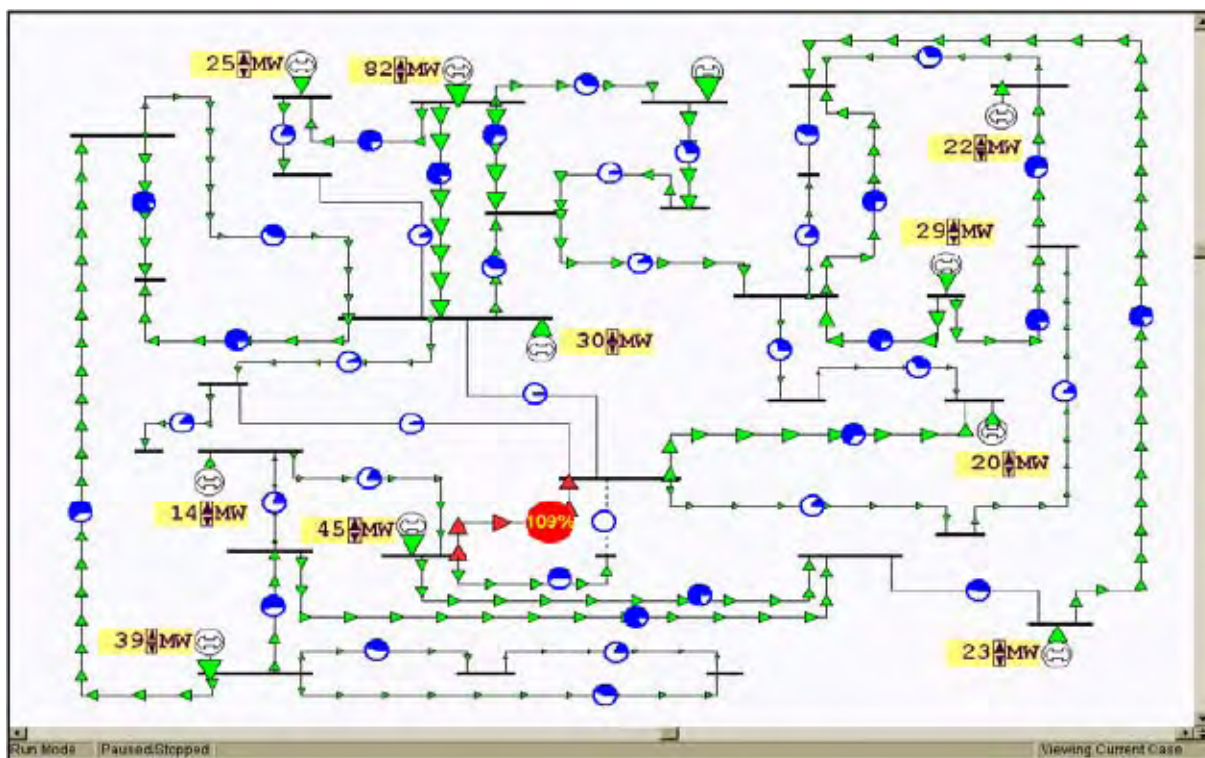 25 MW
82 MW
22 MW
29 MW
30 MW
20 MW
14 MW
45 MW
109%
39 MW
23 MW
Run Mode Paused/Stopped Viewing Current Case